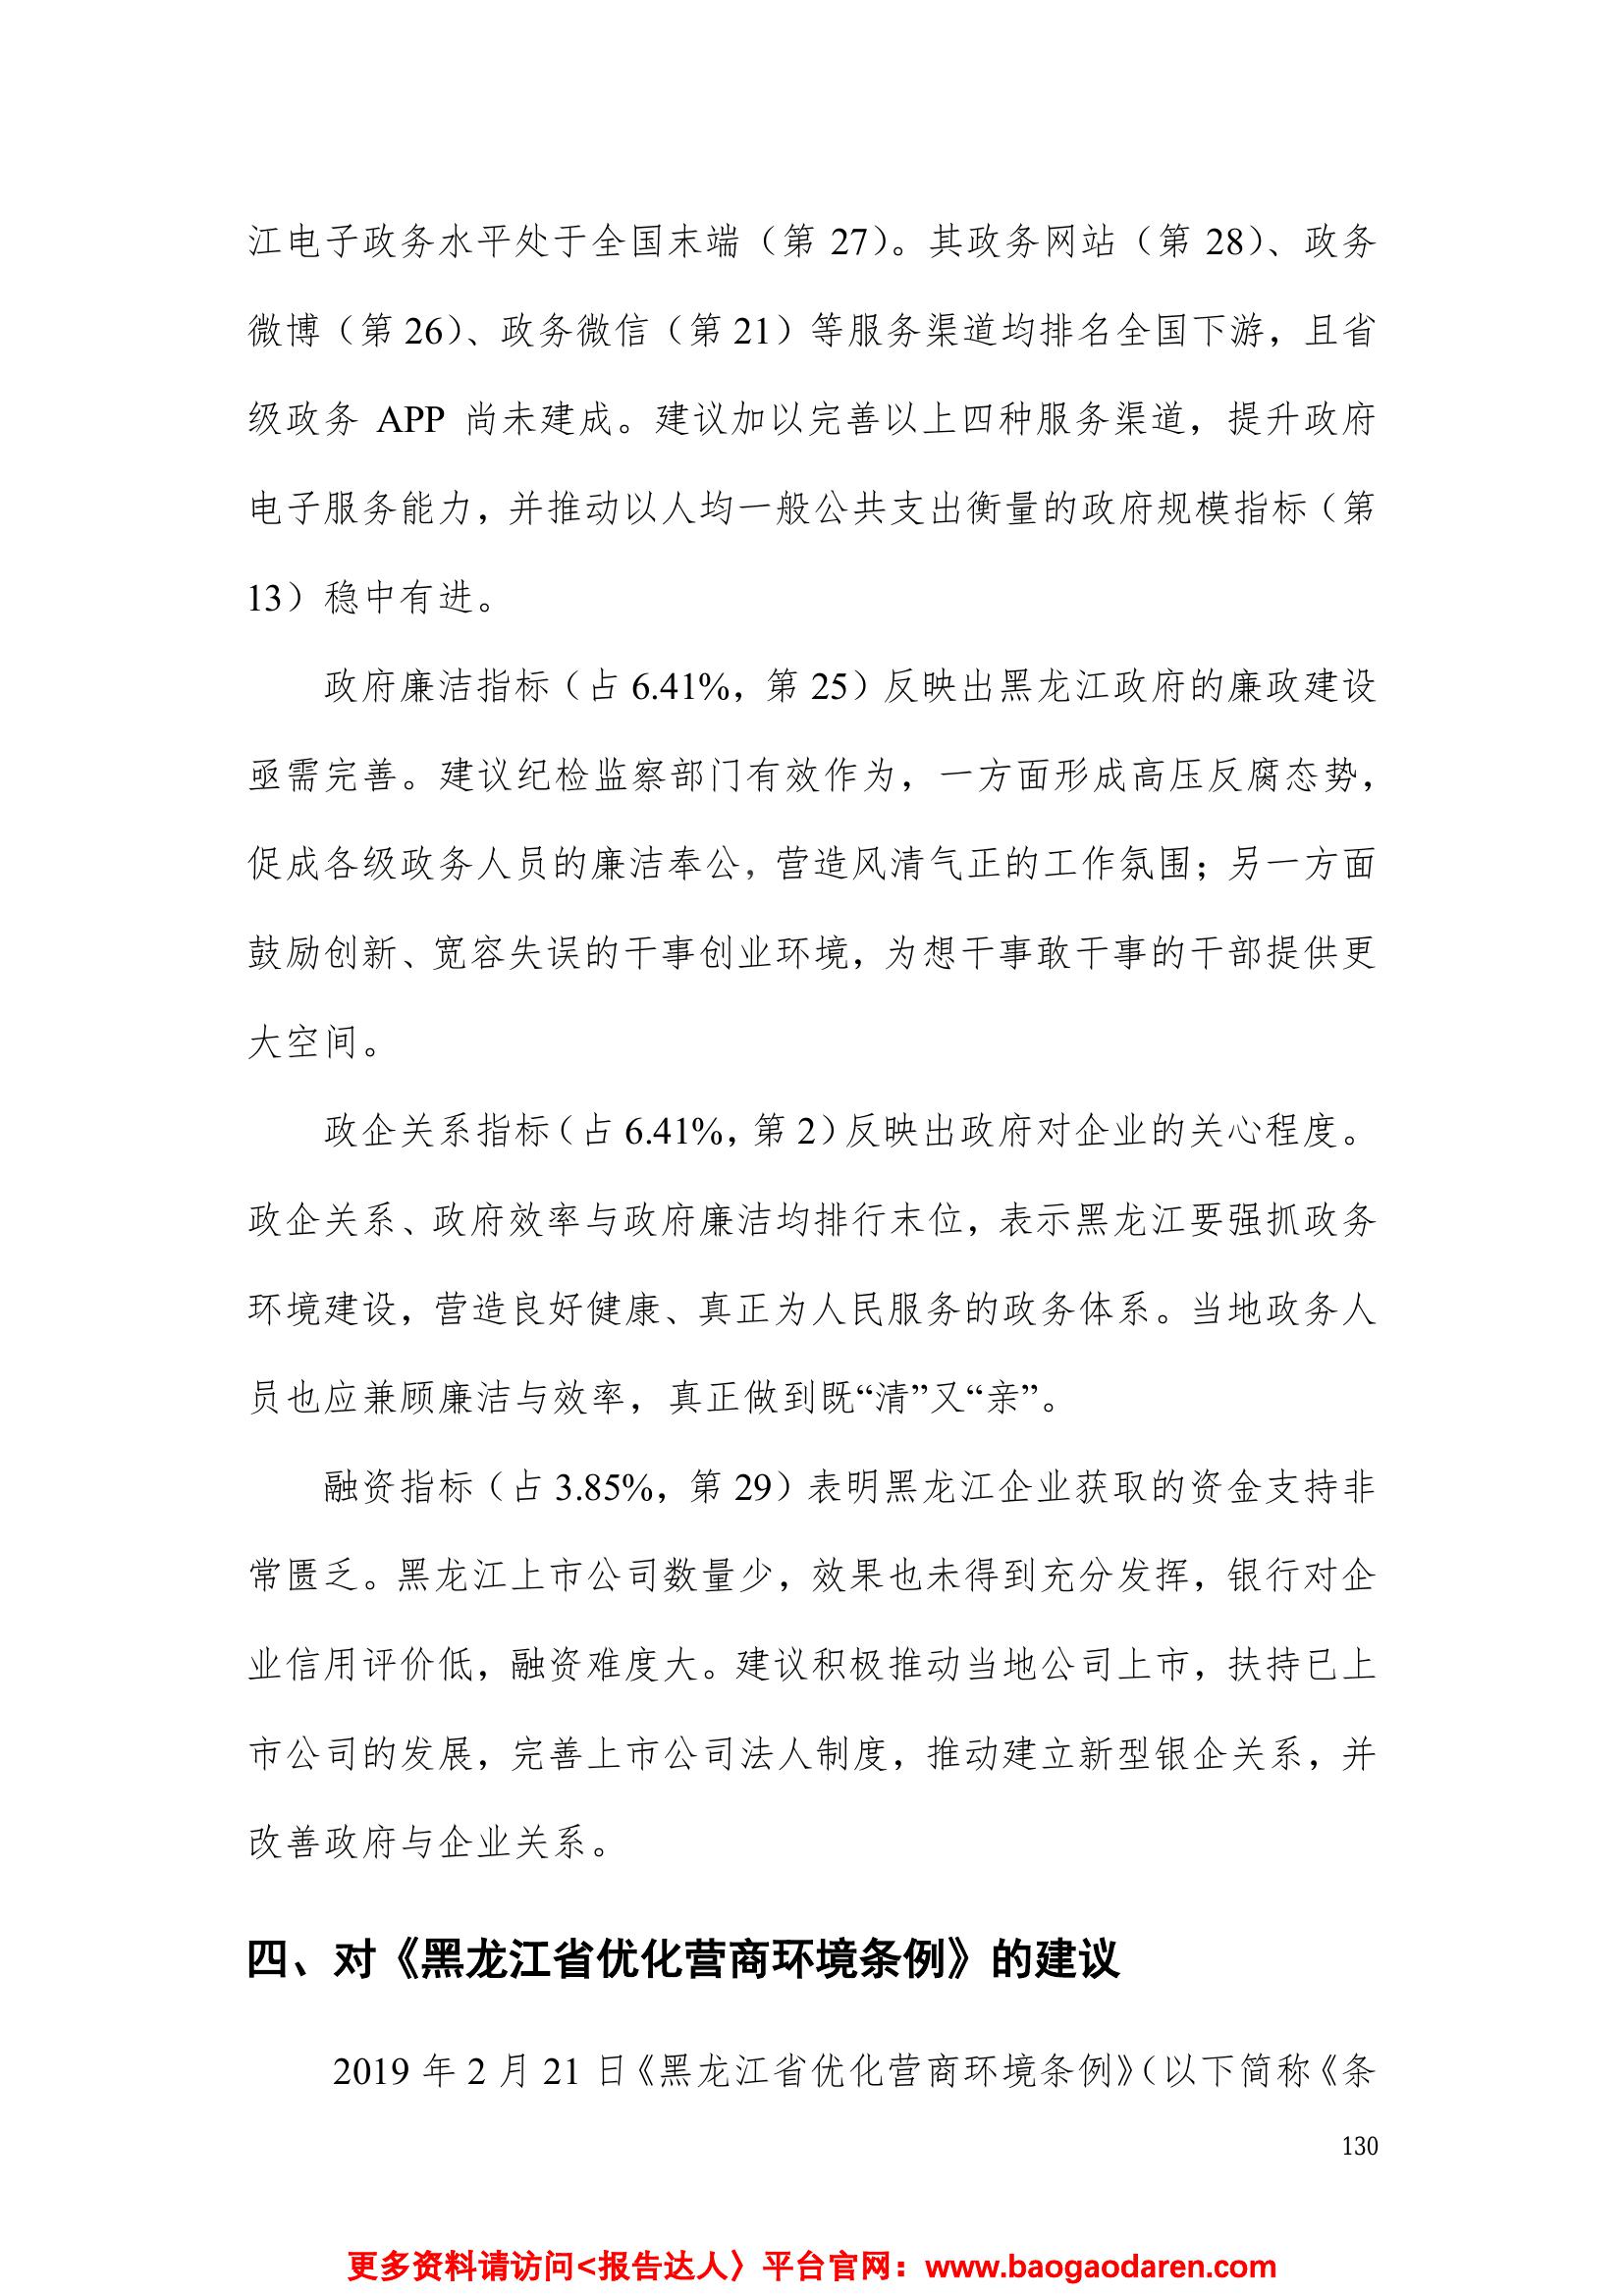 江电子政务水平处于全国末端（第 27）。其政务网站（第 28）、政务
微博（第 26）、政务微信（第 21）等服务渠道均排名全国下游，且省
级政务 APP 尚未建成。建议加以完善以上四种服务渠道，提升政府
电子服务能力，并推动以人均一般公共支出衡量的政府规模指标（第
13）稳中有进。
政府廉洁指标（占 6.41%，第 25）反映出黑龙江政府的廉政建设
亟需完善。建议纪检监察部门有效作为，一方面形成高压反腐态势，
促成各级政务人员的廉洁奉公，营造风清气正的工作氛围；另一方面
鼓励创新、宽容失误的干事创业环境，为想干事敢干事的干部提供更
大空间。
政企关系指标（占 6.41%，第 2）反映出政府对企业的关心程度。
政企关系、政府效率与政府廉洁均排行末位，表示黑龙江要强抓政务
环境建设，营造良好健康、真正为人民服务的政务体系。当地政务人
员也应兼顾廉洁与效率，真正做到既“清”又“亲”。
融资指标（占 3.85%，第 29）表明黑龙江企业获取的资金支持非
常匮乏。黑龙江上市公司数量少，效果也未得到充分发挥，银行对企
业信用评价低，融资难度大。建议积极推动当地公司上市，扶持已上
市公司的发展，完善上市公司法人制度，推动建立新型银企关系，并
改善政府与企业关系。
四、对《黑龙江省优化营商环境条例》的建议
2019 年 2 月 21 日《黑龙江省优化营商环境条例》（以下简称《条
130
更多资料请访问<报告达人〉平台官网：www.baogaodaren.com